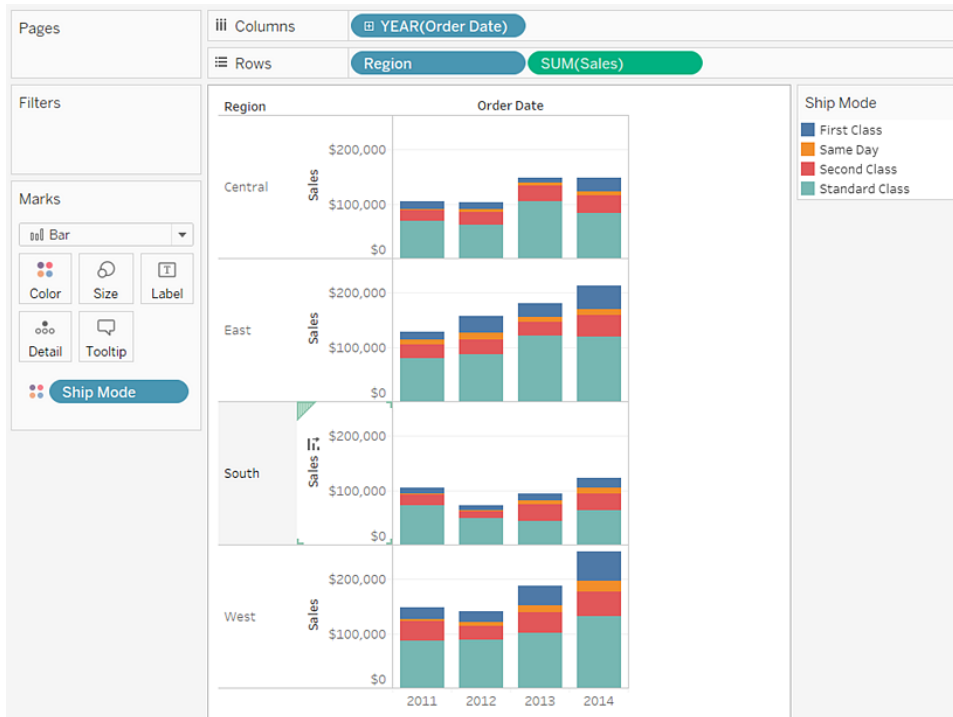 Pages
Columns
YEAR(Order Date)
Rows
Region
SUM(Sales)
Filters
Marks
Bar
Color
Size
T
Label
Detail
Tooltip
Ship Mode
Region
Order Date
Central
Sales
$200,000
$100,000
$0
East
Sales
$200,000
$100,000
$0
South
Sales
$200,000
$100,000
$0
West
Sales
$200,000
$100,000
$0
2011
2012
2013
2014
Ship Mode
First Class
Same Day
Second Class
Standard Class